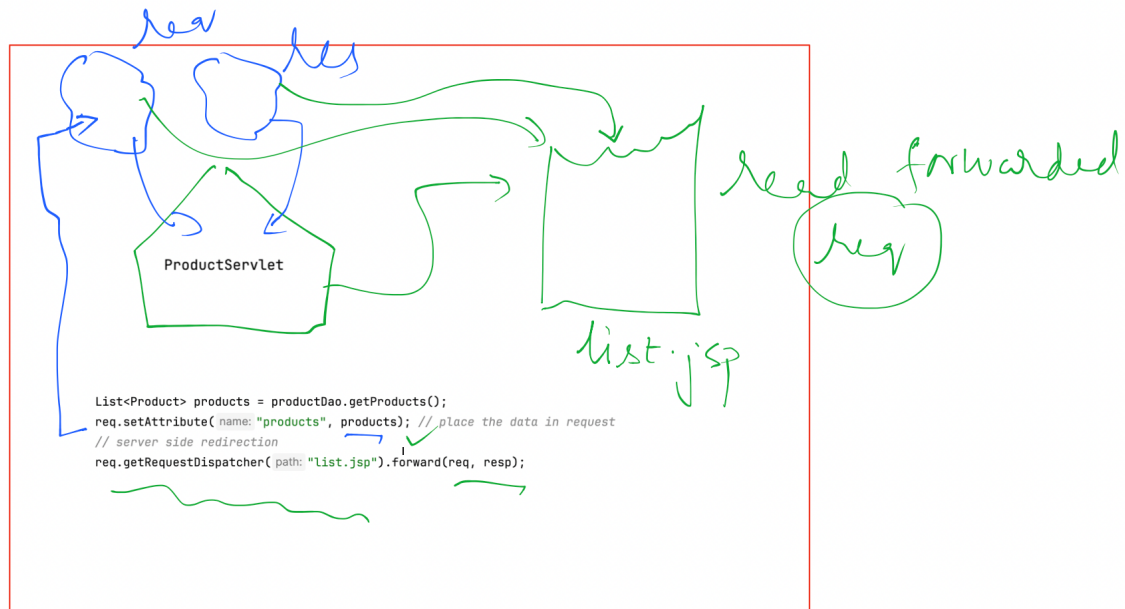 req
res
read forwarded
req
ProductServlet
list.jsp
List<Product> products = productDao.getProducts();
req.setAttribute( name: "products", products); // place the data in request
// server side redirection
req.getRequestDispatcher( path: "list.jsp").forward(req, resp);